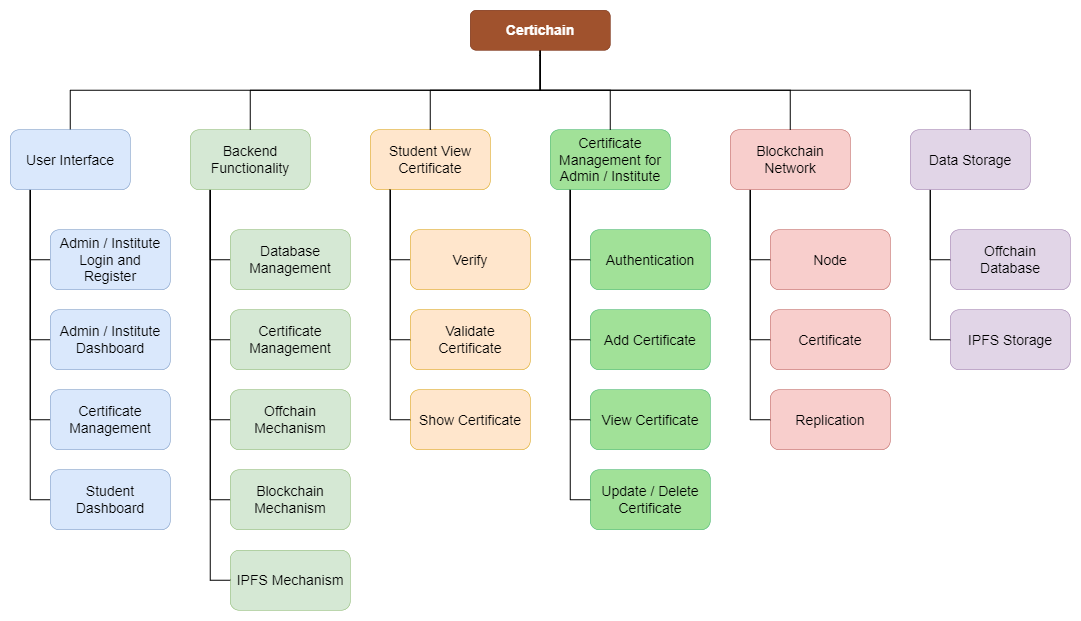 Certichain
User Interface
Backend
Functionality
Student View
Certificate
Certificate
Management for
Admin / Institute
Blockchain
Network
Data Storage
Admin / Institute
Login and
Register
Admin / Institute
Dashboard
Certificate
Management
Student
Dashboard
Database
Management
Certificate
Management
Offchain
Mechanism
Blockchain
Mechanism
IPFS Mechanism
Verify
Validate
Certificate
Show Certificate
Authentication
Add Certificate
View Certificate
Update / Delete
Certificate
Node
Certificate
Replication
Offchain
Database
IPFS Storage